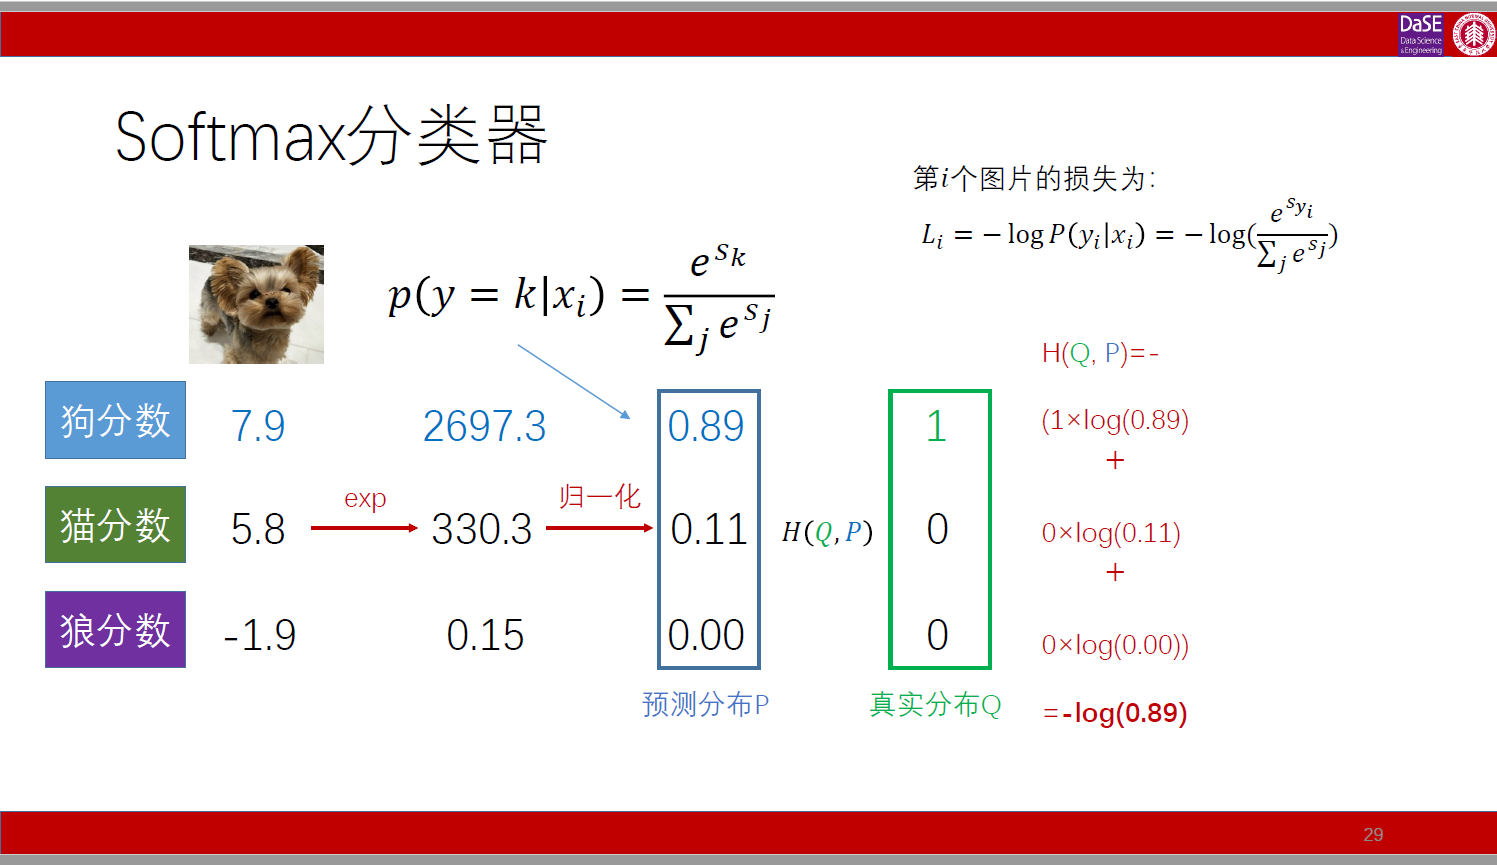 DaSE
Data Science
& Engineering
Softmax分类器
第i个图片的损失为：
L_i = − log P(y_i|x_i) = − log(e^{s_{y_i}} / ∑_j e^{s_j})
p(y = k|x_i) = e^{s_k} / ∑_j e^{s_j}
H(Q, P)=-
狗分数 7.9 2697.3 0.89 1 (1×log(0.89)
+
exp 归一化
猫分数 5.8 330.3 0.11 H(Q, P) 0 0×log(0.11)
+
狼分数 -1.9 0.15 0.00 0 0×log(0.00))
预测分布P 真实分布Q =-log(0.89)
29